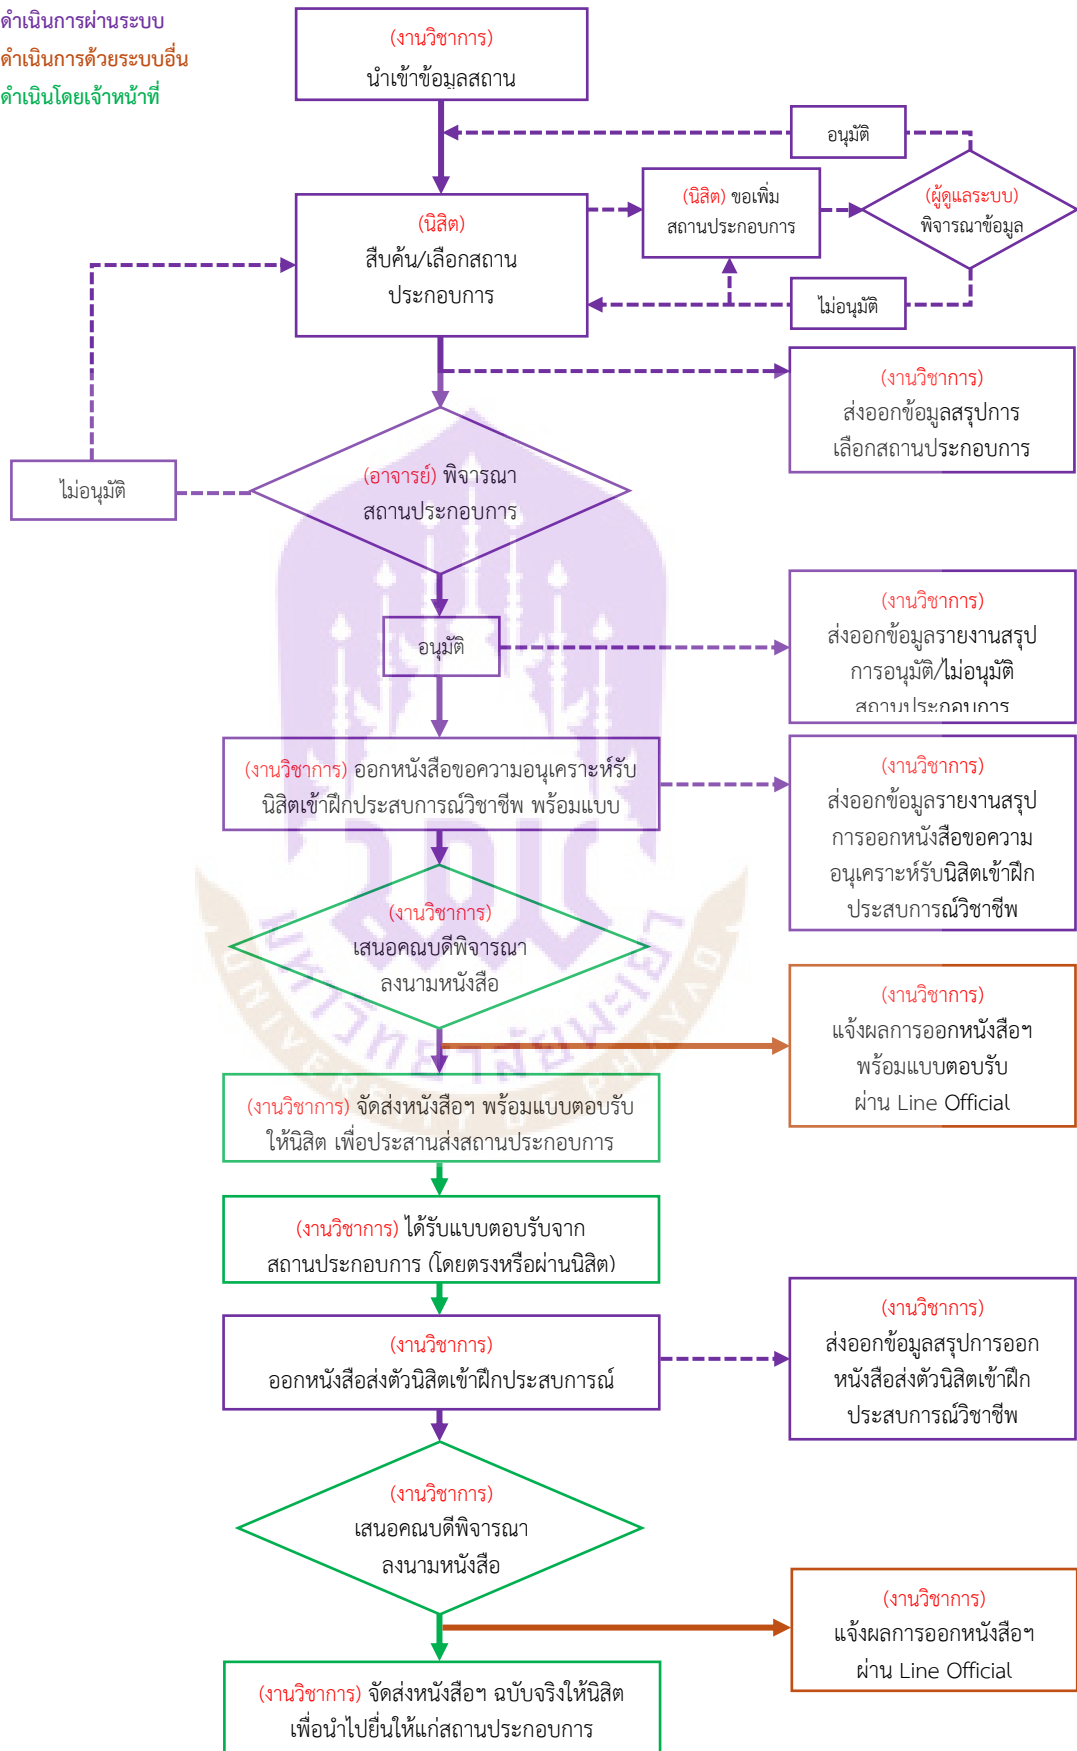 ดำเนินการผ่านระบบ
ดำเนินการด้วยระบบอื่น
ดำเนินโดยเจ้าหน้าที่
(งานวิชาการ)
นำเข้าข้อมูลสถาน
อนุมัติ
(นิสิต) ขอเพิ่ม
สถานประกอบการ
(ผู้ดูแลระบบ)
พิจารณาข้อมูล
(นิสิต)
สืบค้น/เลือกสถาน
ประกอบการ
ไม่อนุมัติ
(งานวิชาการ)
ส่งออกข้อมูลสรุปการ
เลือกสถานประกอบการ
(อาจารย์) พิจารณา
สถานประกอบการ
ไม่อนุมัติ
อนุมัติ
(งานวิชาการ)
ส่งออกข้อมูลรายงานสรุป
การอนุมัติ/ไม่อนุมัติ
สถานประกอบการ
(งานวิชาการ) ออกหนังสือขอความอนุเคราะห์รับ
นิสิตเข้าฝึกประสบการณ์วิชาชีพ พร้อมแบบ
(งานวิชาการ)
ส่งออกข้อมูลรายงานสรุป
การออกหนังสือขอความ
อนุเคราะห์รับนิสิตเข้าฝึก
ประสบการณ์วิชาชีพ
(งานวิชาการ)
เสนอคณบดีพิจารณา
ลงนามหนังสือ
มหาวิทยาลัยพะเยา
UNIVERSITY OF PHAYAO
(งานวิชาการ)
แจ้งผลการออกหนังสือฯ
พร้อมแบบตอบรับ
ผ่าน Line Official
(งานวิชาการ) จัดส่งหนังสือฯ พร้อมแบบตอบรับ
ให้นิสิต เพื่อประสานส่งสถานประกอบการ
(งานวิชาการ) ได้รับแบบตอบรับจาก
สถานประกอบการ (โดยตรงหรือผ่านนิสิต)
(งานวิชาการ)
ออกหนังสือส่งตัวนิสิตเข้าฝึกประสบการณ์
(งานวิชาการ)
ส่งออกข้อมูลสรุปการออก
หนังสือส่งตัวนิสิตเข้าฝึก
ประสบการณ์วิชาชีพ
(งานวิชาการ)
เสนอคณบดีพิจารณา
ลงนามหนังสือ
(งานวิชาการ)
แจ้งผลการออกหนังสือฯ
ผ่าน Line Official
(งานวิชาการ) จัดส่งหนังสือฯ ฉบับจริงให้นิสิต
เพื่อนำไปยื่นให้แก่สถานประกอบการ